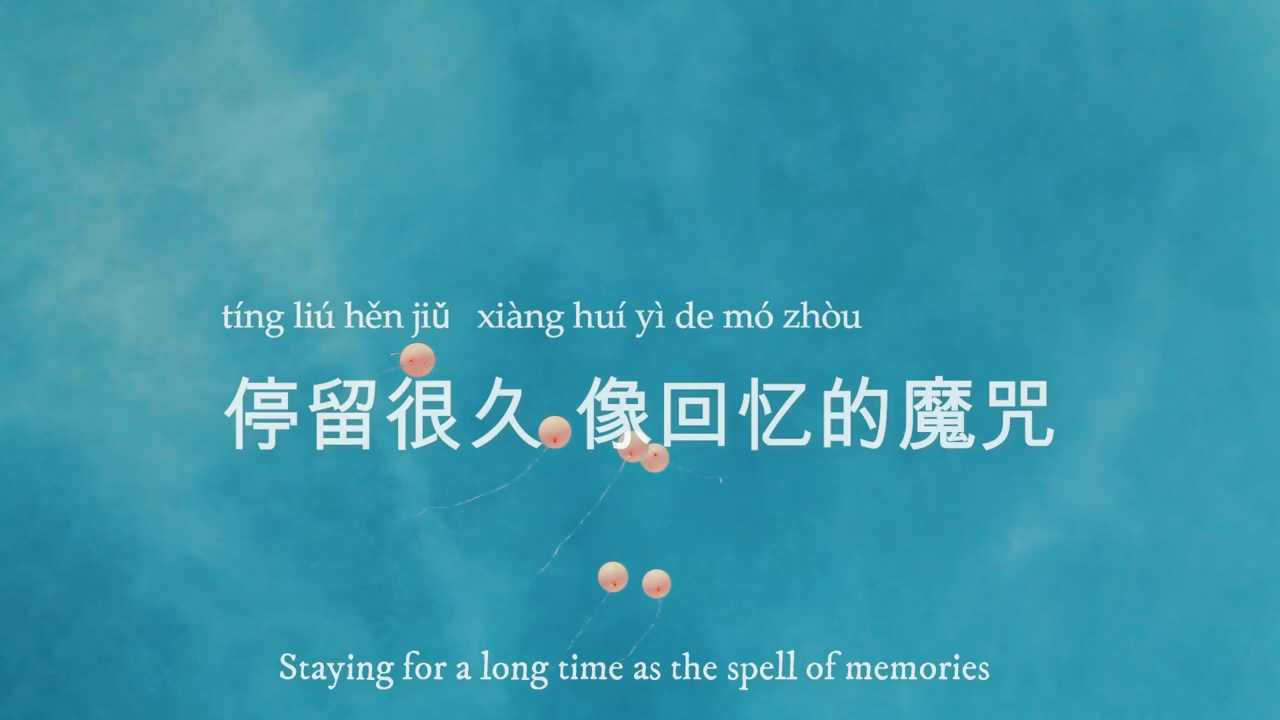 tíng liú hěn jiǔ xiàng huí yì de mó zhòu
停留很久 像回忆的魔咒
Staying for a long time as the spell of memories